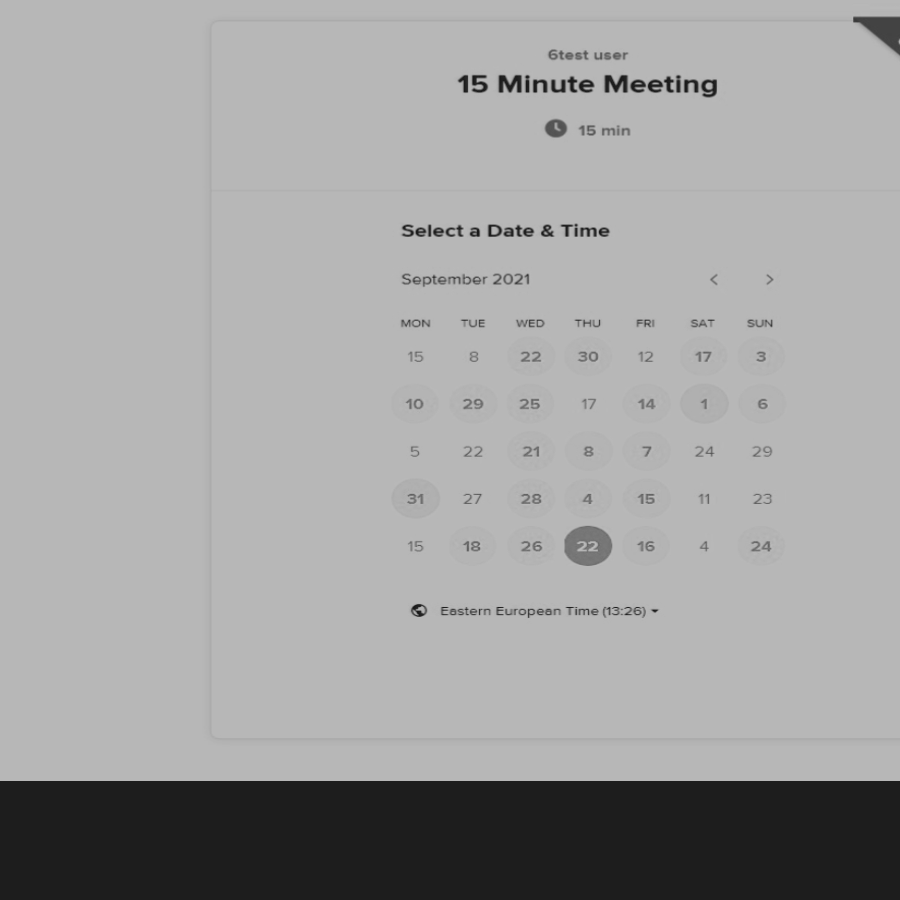 6test user
15 Minute Meeting
15 min
Select a Date & Time
September 2021
MON TUE WED THU FRI SAT SUN
15 8 22 30 12 17 3
10 29 25 17 14 1 6
5 22 21 8 7 24 29
31 27 28 4 15 11 23
15 18 26 22 16 4 24
Eastern European Time (13:26)